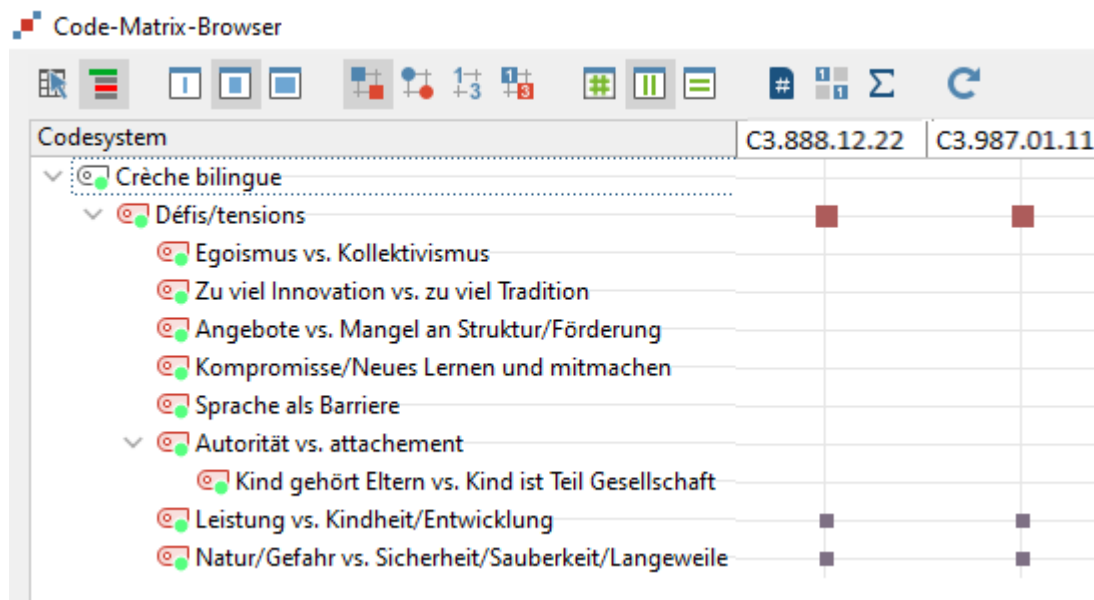 Code-Matrix-Browser
Codesystem C3.888.12.22 C3.987.01.11
Crèche bilingue
Défis/tensions
Egoismus vs. Kollektivismus
Zu viel Innovation vs. zu viel Tradition
Angebote vs. Mangel an Struktur/Förderung
Kompromisse/Neues Lernen und mitmachen
Sprache als Barriere
Autorität vs. attachement
Kind gehört Eltern vs. Kind ist Teil Gesellschaft
Leistung vs. Kindheit/Entwicklung
Natur/Gefahr vs. Sicherheit/Sauberkeit/Langeweile